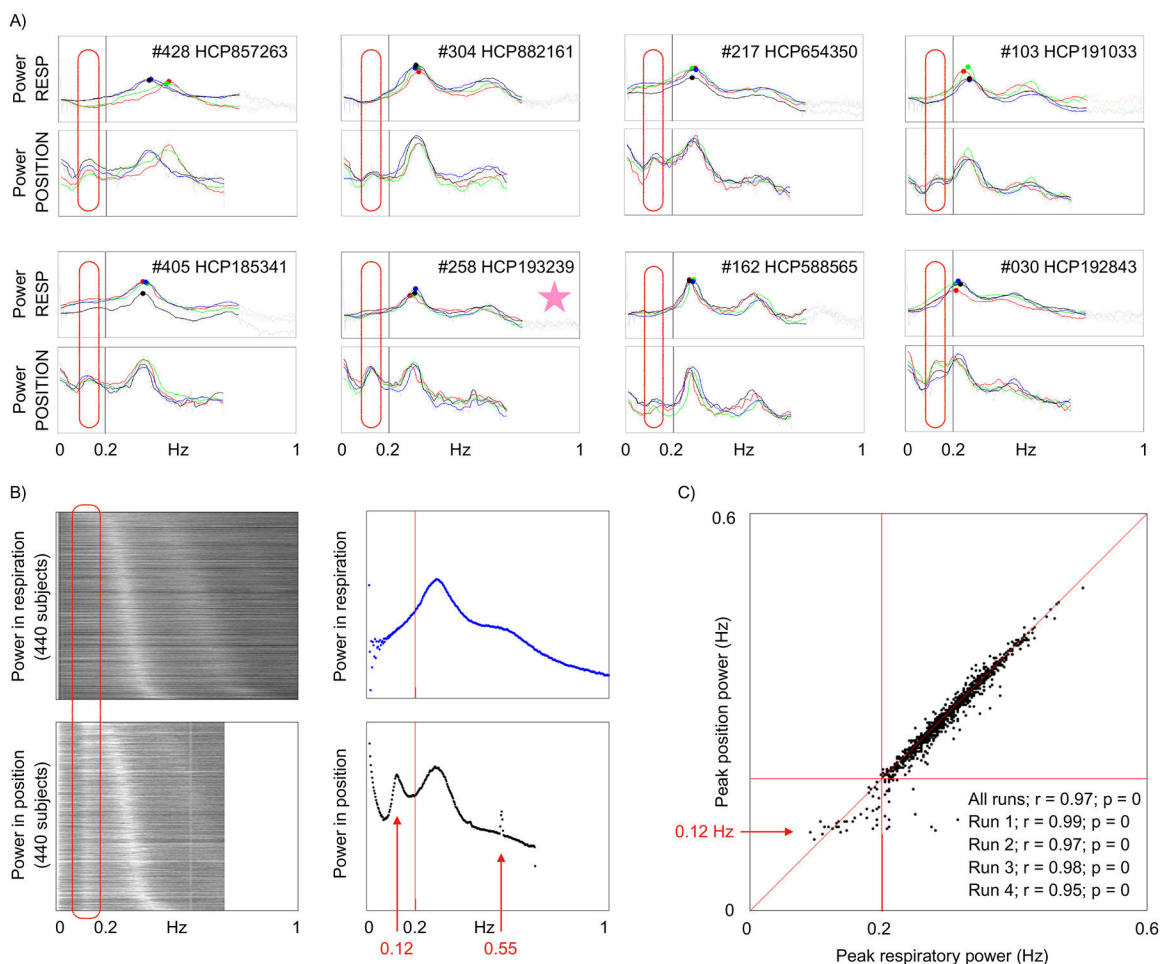 A)
Power
RESP
#428 HCP857263
#304 HCP882161
#217 HCP654350
#103 HCP191033
Power
POSITION
Power
RESP
#405 HCP185341
#258 HCP193239
#162 HCP588565
#030 HCP192843
Power
POSITION
0 0.2 Hz 1
0 0.2 Hz 1
0 0.2 Hz 1
0 0.2 Hz 1
B)
Power in respiration
(440 subjects)
Power in respiration
Power in position
(440 subjects)
Power in position
0 0.2 Hz 1
0 0.2 Hz 1
0.12 0.55
C)
0.6
Peak position power (Hz)
0.12 Hz
All runs; r = 0.97; p = 0
Run 1; r = 0.99; p = 0
Run 2; r = 0.97; p = 0
Run 3; r = 0.98; p = 0
Run 4; r = 0.95; p = 0
0
0.2 0.6
Peak respiratory power (Hz)